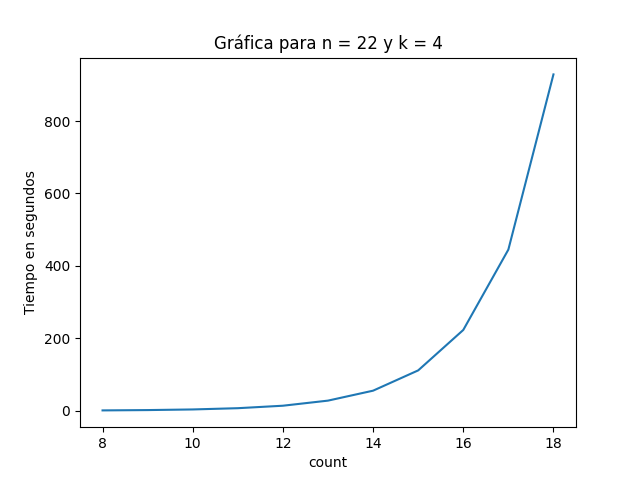 Gráfica para n = 22 y k = 4
Tiempo en segundos
800
600
400
200
0
8 10 12 14 16 18
count